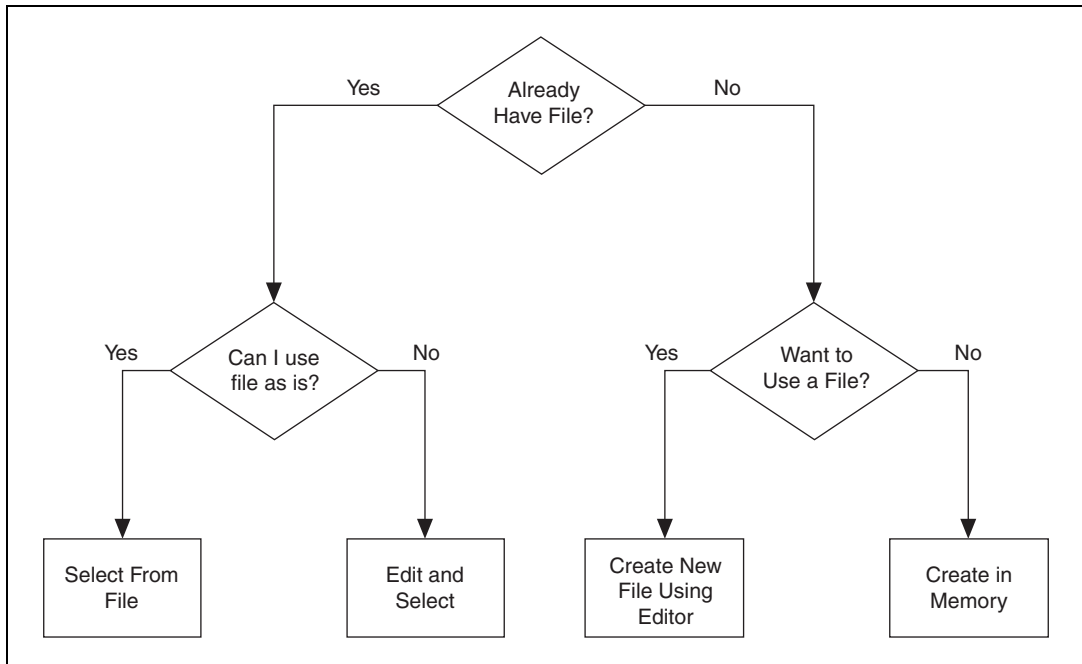 Already
Have File?
Yes
No
Can I use
file as is?
Yes
No
Want to
Use a File?
Yes
No
Select From
File
Edit and
Select
Create New
File Using
Editor
Create in
Memory